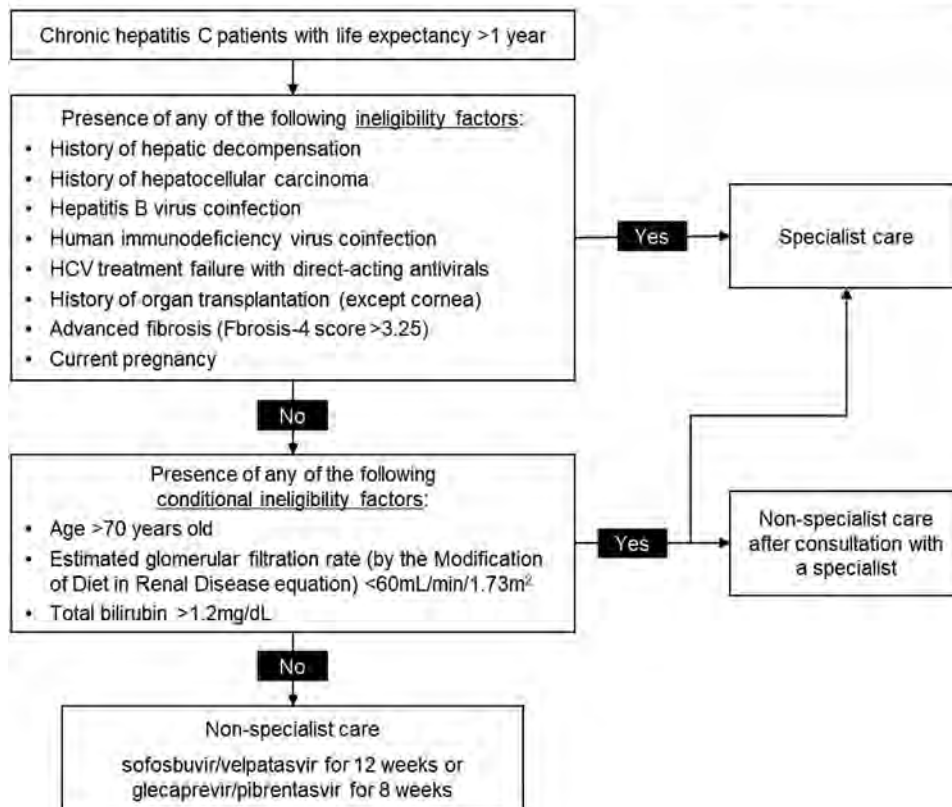 Chronic hepatitis C patients with life expectancy >1 year
Presence of any of the following ineligibility factors:
• History of hepatic decompensation
• History of hepatocellular carcinoma
• Hepatitis B virus coinfection
• Human immunodeficiency virus coinfection
• HCV treatment failure with direct-acting antivirals
• History of organ transplantation (except cornea)
• Advanced fibrosis (Fbrosis-4 score >3.25)
• Current pregnancy
Yes
Specialist care
No
Presence of any of the following
conditional ineligibility factors:
• Age >70 years old
• Estimated glomerular filtration rate (by the Modification
of Diet in Renal Disease equation) <60mL/min/1.73m²
• Total bilirubin >1.2mg/dL
Yes
Non-specialist care
after consultation with
a specialist
No
Non-specialist care
sofosbuvir/velpatasvir for 12 weeks or
glecaprevir/pibrentasvir for 8 weeks